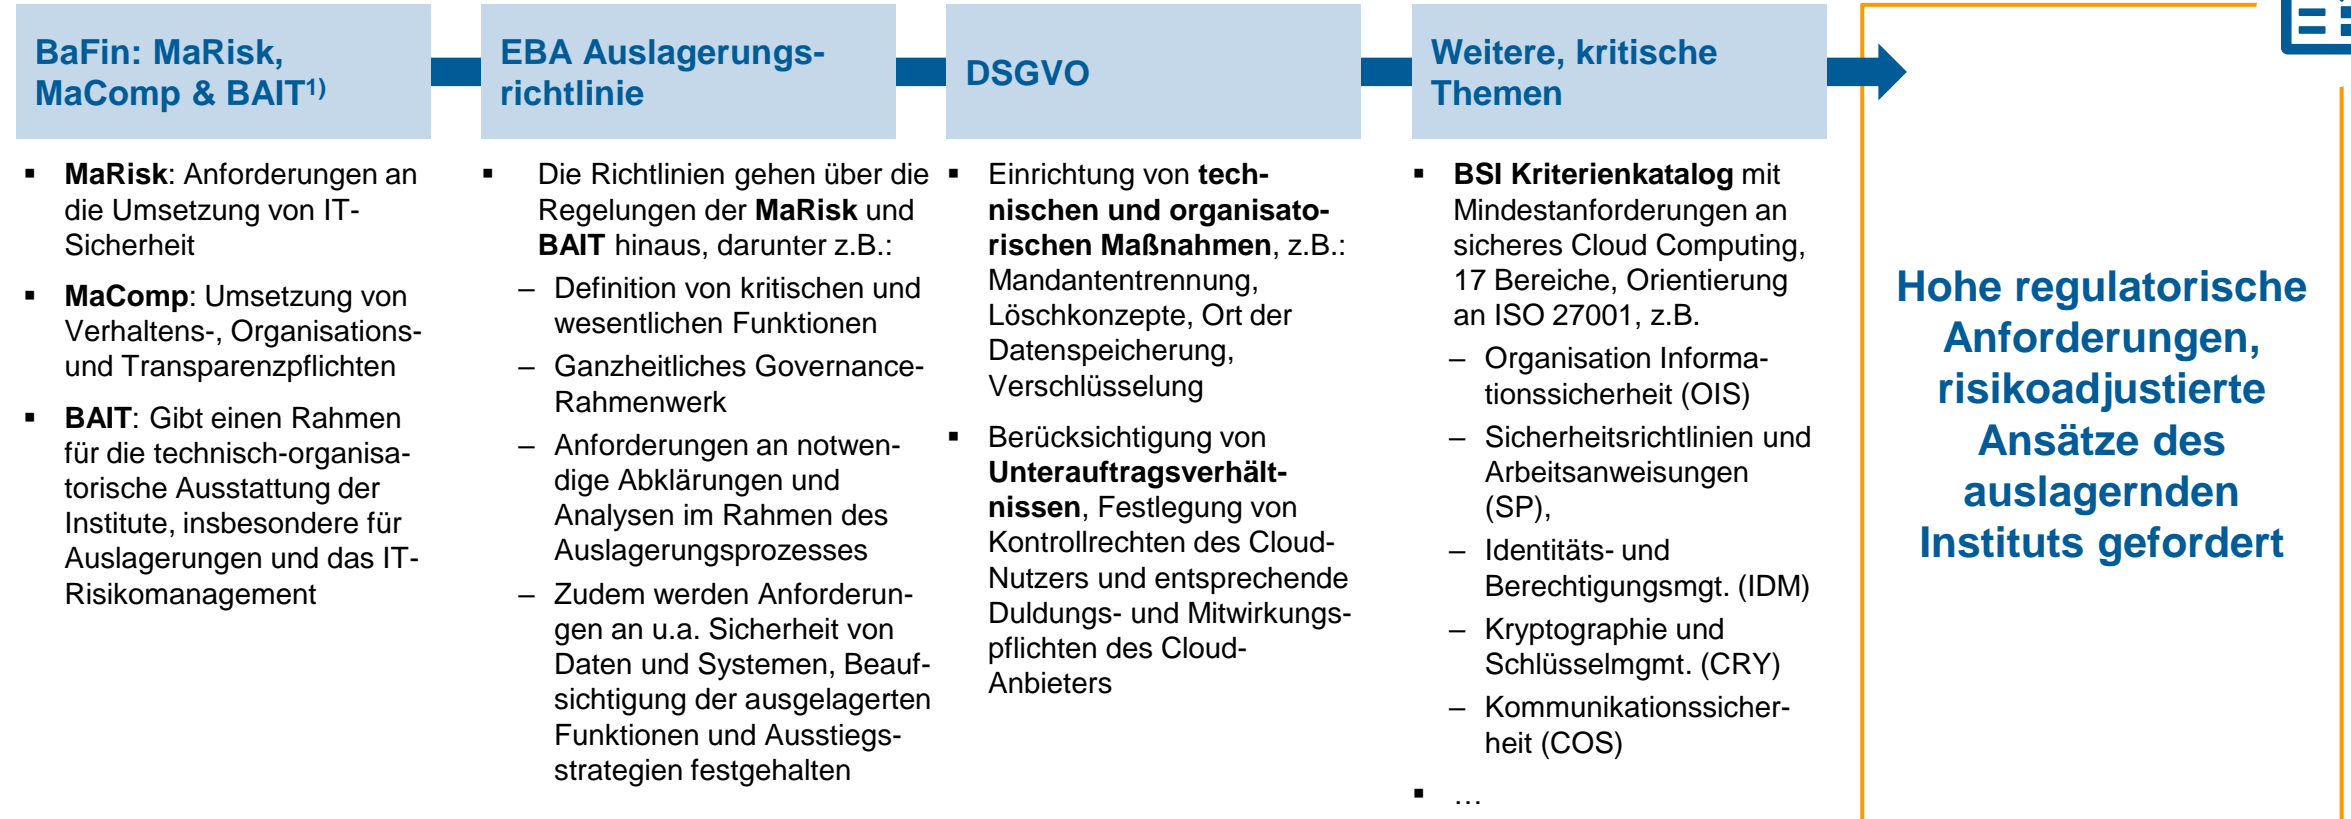 BaFin: MaRisk,
MaComp & BAIT1)
▪ MaRisk: Anforderungen an
die Umsetzung von IT-
Sicherheit
▪ MaComp: Umsetzung von
Verhaltens-, Organisations-
und Transparenzpflichten
▪ BAIT: Gibt einen Rahmen
für die technisch-organisa-
torische Ausstattung der
Institute, insbesondere für
Auslagerungen und das IT-
Risikomanagement
EBA Auslagerungs-
richtlinie
▪ Die Richtlinien gehen über die
Regelungen der MaRisk und
BAIT hinaus, darunter z.B.:
– Definition von kritischen und
wesentlichen Funktionen
– Ganzheitliches Governance-
Rahmenwerk
– Anforderungen an notwen-
dige Abklärungen und
Analysen im Rahmen des
Auslagerungsprozesses
– Zudem werden Anforderun-
gen an u.a. Sicherheit von
Daten und Systemen, Beauf-
sichtigung der ausgelagerten
Funktionen und Ausstiegs-
strategien festgehalten
DSGVO
▪ Einrichtung von tech-
nischen und organisato-
rischen Maßnahmen, z.B.:
Mandantentrennung,
Löschkonzepte, Ort der
Datenspeicherung,
Verschlüsselung
▪ Berücksichtigung von
Unterauftragsverhält-
nissen, Festlegung von
Kontrollrechten des Cloud-
Nutzers und entsprechende
Duldungs- und Mitwirkungs-
pflichten des Cloud-
Anbieters
Weitere, kritische
Themen
▪ BSI Kriterienkatalog mit
Mindestanforderungen an
sicheres Cloud Computing,
17 Bereiche, Orientierung
an ISO 27001, z.B.
– Organisation Informa-
tionssicherheit (OIS)
– Sicherheitsrichtlinien und
Arbeitsanweisungen
(SP),
– Identitäts- und
Berechtigungsmgt. (IDM)
– Kryptographie und
Schlüsselmgmt. (CRY)
– Kommunikationssicher-
heit (COS)
▪ …
Hohe regulatorische
Anforderungen,
risikoadjustierte
Ansätze des
auslagernden
Instituts gefordert